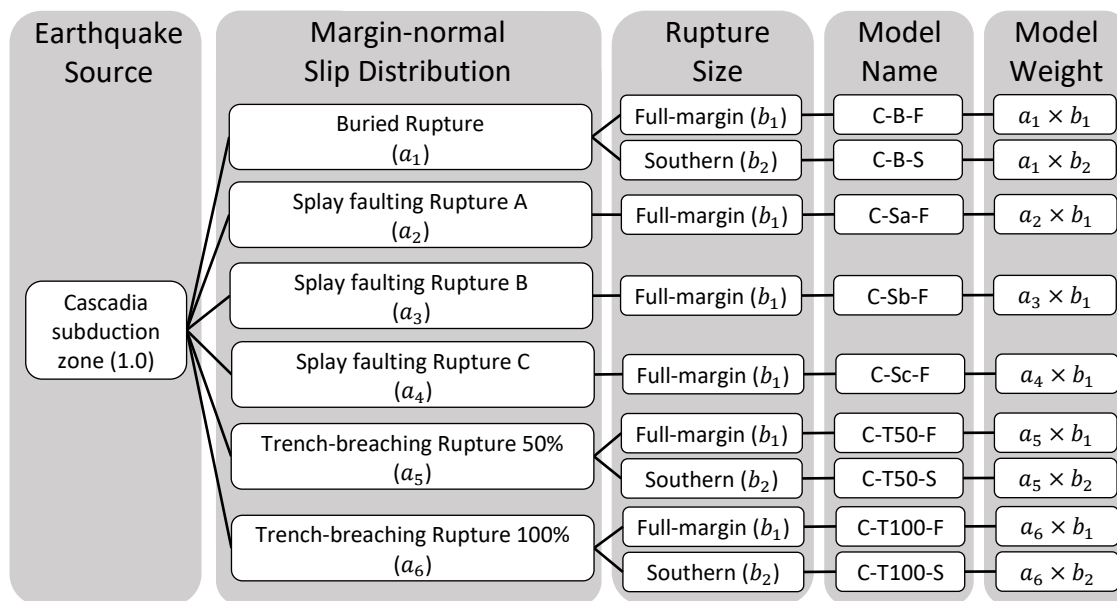 Earthquake
Source
Margin-normal
Slip Distribution
Rupture
Size
Model
Name
Model
Weight
Cascadia
subduction
zone (1.0)
Buried Rupture
(a₁)
Full-margin (b₁)
C-B-F
a₁ × b₁
Southern (b₂)
C-B-S
a₁ × b₂
Splay faulting Rupture A
(a₂)
Full-margin (b₁)
C-Sa-F
a₂ × b₁
Splay faulting Rupture B
(a₃)
Full-margin (b₁)
C-Sb-F
a₃ × b₁
Splay faulting Rupture C
(a₄)
Full-margin (b₁)
C-Sc-F
a₄ × b₁
Trench-breaching Rupture 50%
(a₅)
Full-margin (b₁)
C-T50-F
a₅ × b₁
Southern (b₂)
C-T50-S
a₅ × b₂
Trench-breaching Rupture 100%
(a₆)
Full-margin (b₁)
C-T100-F
a₆ × b₁
Southern (b₂)
C-T100-S
a₆ × b₂